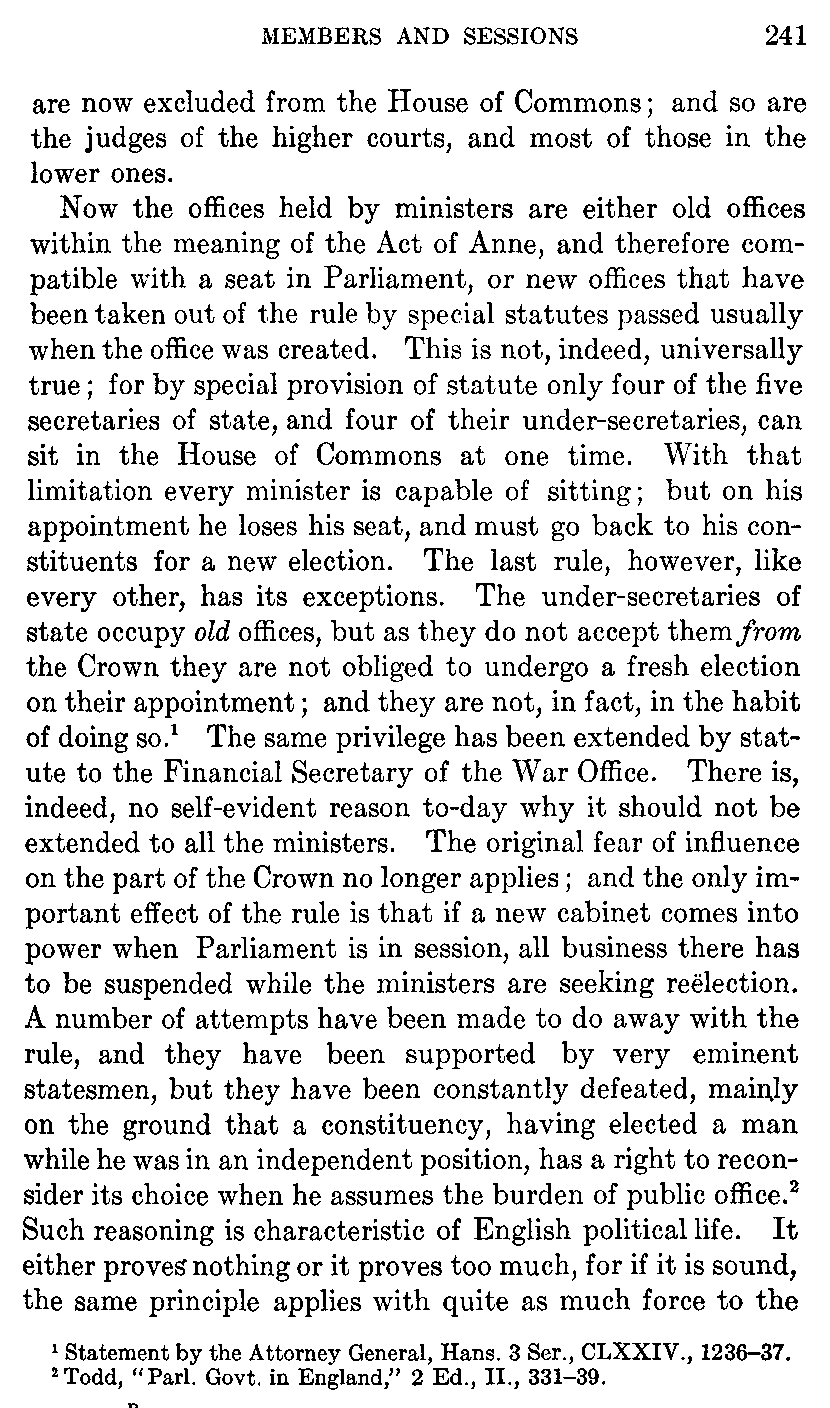 MEMBERS AND SESSIONS 241
are now excluded from the House of Commons; and so are
the judges of the higher courts, and most of those in the
lower ones.
Now the offices held by ministers are either old offices
within the meaning of the Act of Anne, and therefore com-
patible with a seat in Parliament, or new offices that have
been taken out of the rule by special statutes passed usually
when the office was created. This is not, indeed, universally
true; for by special provision of statute only four of the five
secretaries of state, and four of their under-secretaries, can
sit in the House of Commons at one time. With that
limitation every minister is capable of sitting; but on his
appointment he loses his seat, and must go back to his con-
stituents for a new election. The last rule, however, like
every other, has its exceptions. The under-secretaries of
state occupy old offices, but as they do not accept them from
the Crown they are not obliged to undergo a fresh election
on their appointment; and they are not, in fact, in the habit
of doing so.¹ The same privilege has been extended by stat-
ute to the Financial Secretary of the War Office. There is,
indeed, no self-evident reason to-day why it should not be
extended to all the ministers. The original fear of influence
on the part of the Crown no longer applies; and the only im-
portant effect of the rule is that if a new cabinet comes into
power when Parliament is in session, all business there has
to be suspended while the ministers are seeking reëlection.
A number of attempts have been made to do away with the
rule, and they have been supported by very eminent
statesmen, but they have been constantly defeated, mainly
on the ground that a constituency, having elected a man
while he was in an independent position, has a right to recon-
sider its choice when he assumes the burden of public office.²
Such reasoning is characteristic of English political life. It
either proves nothing or it proves too much, for if it is sound,
the same principle applies with quite as much force to the
¹ Statement by the Attorney General, Hans. 3 Ser., CLXXIV., 1236–37.
² Todd, "Parl. Govt. in England," 2 Ed., II., 331–39.